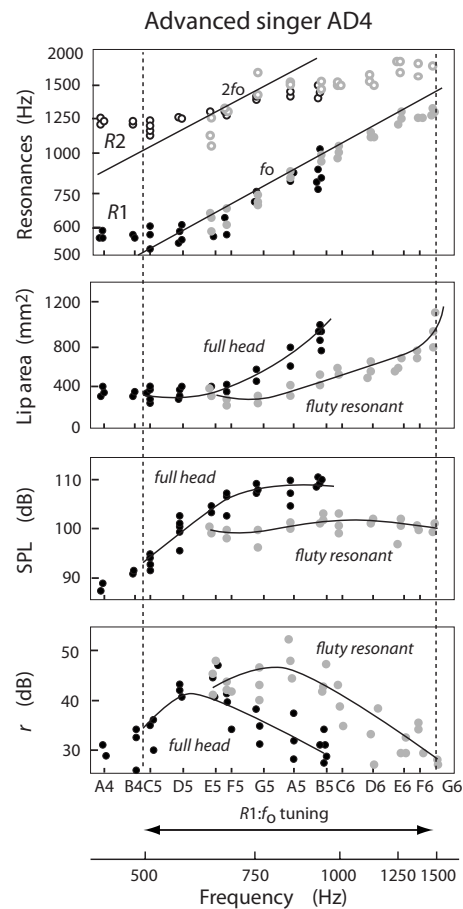 Advanced singer AD4
Resonances (Hz)
2000
1500
1250
1000
750
600
500
R2
R1
2fo
fo
Lip area (mm2)
1200
800
400
0
full head
fluty resonant
SPL (dB)
110
100
90
full head
fluty resonant
r (dB)
50
40
30
fluty resonant
full head
A4 B4 C5 D5 E5 F5 G5 A5 B5 C6 D6 E6 F6 G6
R1:fo tuning
500 750 1000 1250 1500
Frequency (Hz)